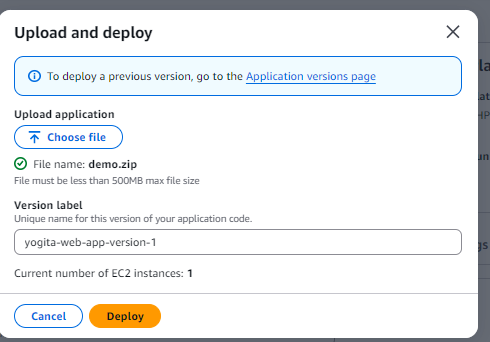 Upload and deploy
To deploy a previous version, go to the Application versions page
Upload application
Choose file
File name: demo.zip
File must be less than 500MB max file size
Version label
Unique name for this version of your application code.
yogita-web-app-version-1
Current number of EC2 instances: 1
Cancel
Deploy